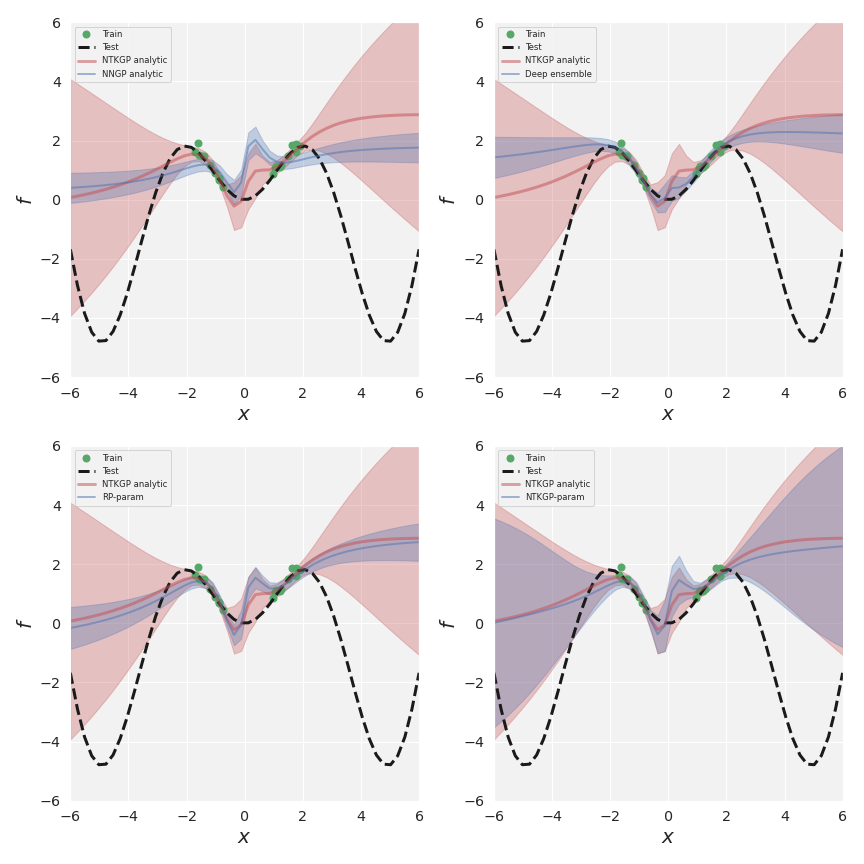 6
4
2
0
−2
−4
−6
f
−6 −4 −2 0 2 4 6
x
Train
Test
NTKGP analytic
NNGP analytic
6
4
2
0
−2
−4
−6
f
−6 −4 −2 0 2 4 6
x
Train
Test
NTKGP analytic
Deep ensemble
6
4
2
0
−2
−4
−6
f
−6 −4 −2 0 2 4 6
x
Train
Test
NTKGP analytic
RP-param
6
4
2
0
−2
−4
−6
f
−6 −4 −2 0 2 4 6
x
Train
Test
NTKGP analytic
NTKGP-param